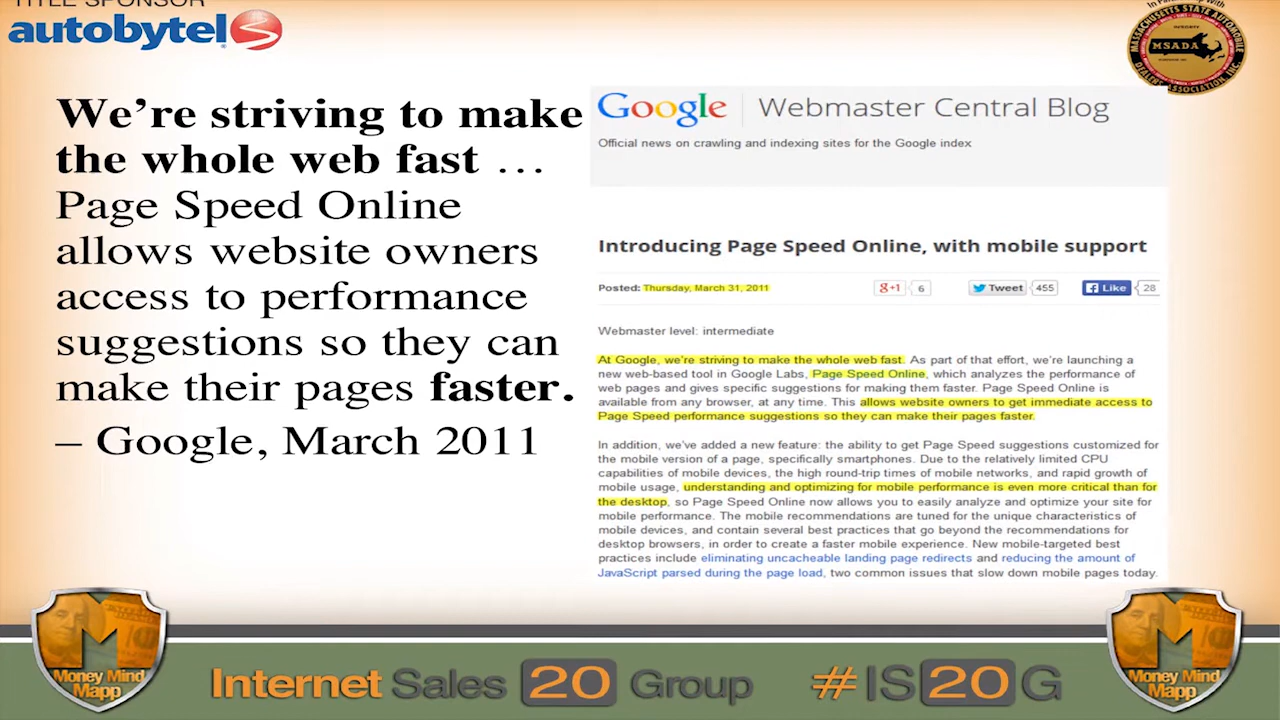 TITLE SPONSOR
autobytel
In Partnership With
MASSACHUSETTS STATE AUTOMOBILE
MSADA
DEALERS ASSOCIATION, INC.
We’re striving to make
the whole web fast …
Page Speed Online
allows website owners
access to performance
suggestions so they can
make their pages faster.
– Google, March 2011
Google Webmaster Central Blog
Official news on crawling and indexing sites for the Google index
Introducing Page Speed Online, with mobile support
Posted: Thursday, March 31, 2011 g+1 6 Tweet 455 Like 28
Webmaster level: intermediate
At Google, we’re striving to make the whole web fast. As part of that effort, we’re launching a
new web-based tool in Google Labs, Page Speed Online, which analyzes the performance of
web pages and gives specific suggestions for making them faster. Page Speed Online is
available from any browser, at any time. This allows website owners to get immediate access to
Page Speed performance suggestions so they can make their pages faster.
In addition, we’ve added a new feature: the ability to get Page Speed suggestions customized for
the mobile version of a page, specifically smartphones. Due to the relatively limited CPU
capabilities of mobile devices, the high round-trip times of mobile networks, and rapid growth of
mobile usage, understanding and optimizing for mobile performance is even more critical than for
the desktop, so Page Speed Online now allows you to easily analyze and optimize your site for
mobile performance. The mobile recommendations are tuned for the unique characteristics of
mobile devices, and contain several best practices that go beyond the recommendations for
desktop browsers, in order to create a faster mobile experience. New mobile-targeted best
practices include eliminating uncacheable landing page redirects and reducing the amount of
JavaScript parsed during the page load, two common issues that slow down mobile pages today.
M
Money Mind
Mapp
Internet Sales 20 Group #IS20G
M
Money Mind
Mapp